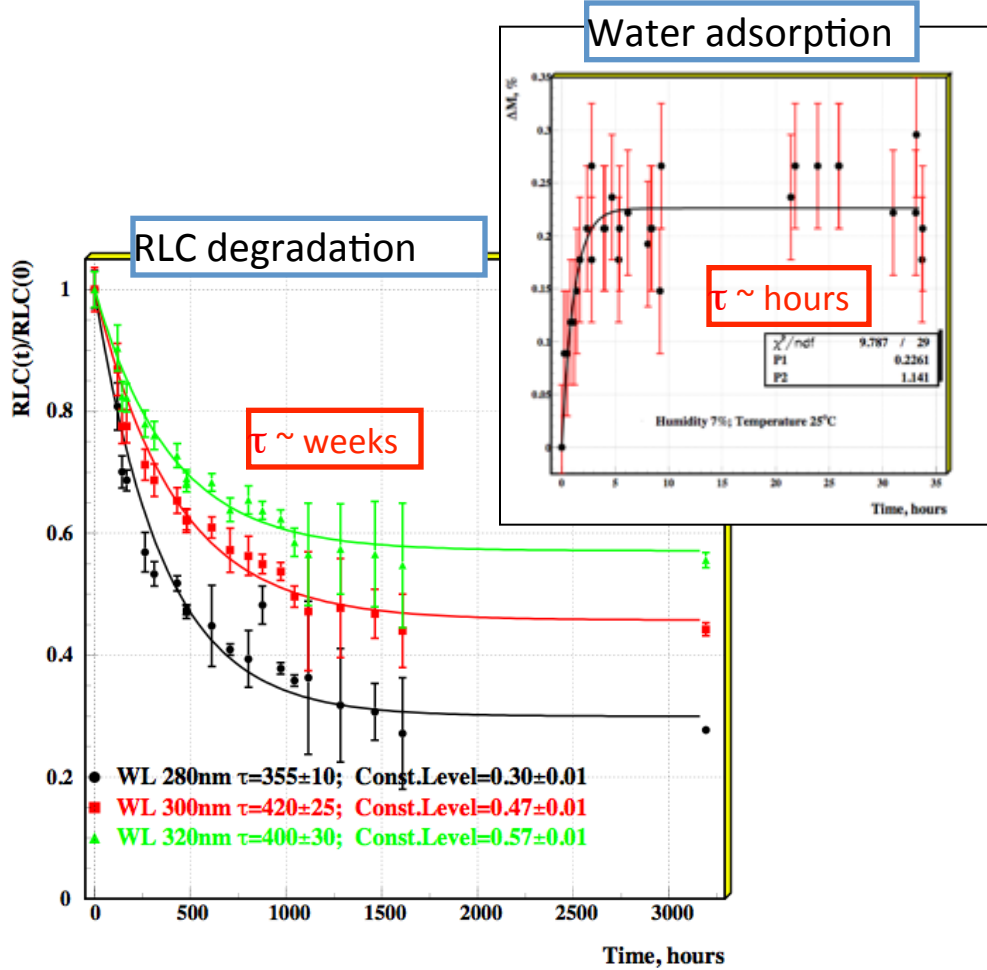 Water adsorption
ΔM, %
0.35
0.3
0.25
0.2
0.15
0.1
0.05
0
τ ~ hours
χ²/ndf 9.787 / 29
P1 0.2261
P2 1.141
Humidity 7%; Temperature 25°C
0 5 10 15 20 25 30 35
Time, hours
RLC degradation
RLC(t)/RLC(0)
1
0.8
0.6
0.4
0.2
0
τ ~ weeks
WL 280nm τ=355±10; Const.Level=0.30±0.01
WL 300nm τ=420±25; Const.Level=0.47±0.01
WL 320nm τ=400±30; Const.Level=0.57±0.01
0 500 1000 1500 2000 2500 3000
Time, hours